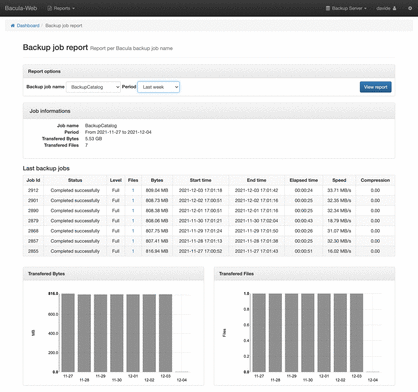 Bacula-Web Reports Backup Server davide
Dashboard / Backup job report
Backup job report Report per Bacula backup job name
Report options
Backup job name BackupCatalog Period Last week View report
Job informations
Job name BackupCatalog
Period From 2021-11-27 to 2021-12-04
Transfered Bytes 5.53 GB
Transfered Files 7
Last backup jobs
Job Id Status Level Files Bytes Start time End time Elapsed time Speed Compression
2912 Completed successfully Full 1 809.04 MB 2021-12-03 17:01:18 2021-12-03 17:01:42 00:00:24 33.71 MB/s 0.00
2901 Completed successfully Full 1 808.73 MB 2021-12-02 17:00:51 2021-12-02 17:01:16 00:00:25 32.35 MB/s 0.00
2890 Completed successfully Full 1 808.38 MB 2021-12-01 17:00:51 2021-12-01 17:01:16 00:00:25 32.34 MB/s 0.00
2879 Completed successfully Full 1 808.06 MB 2021-11-30 17:01:21 2021-11-30 17:02:04 00:00:43 18.79 MB/s 0.00
2868 Completed successfully Full 1 807.75 MB 2021-11-29 17:01:24 2021-11-29 17:01:50 00:00:26 31.07 MB/s 0.00
2857 Completed successfully Full 1 807.41 MB 2021-11-28 17:01:13 2021-11-28 17:01:38 00:00:25 32.30 MB/s 0.00
2855 Completed successfully Full 1 816.94 MB 2021-11-27 17:00:52 2021-11-27 17:01:43 00:00:51 16.02 MB/s 0.00
Transfered Bytes
MB
816.9
600.0
400.0
200.0
0.0
11-27 11-28 11-29 11-30 12-01 12-02 12-03 12-04
Transfered Files
Files
1.0
0.8
0.6
0.4
0.2
0.0
11-27 11-28 11-29 11-30 12-01 12-02 12-03 12-04